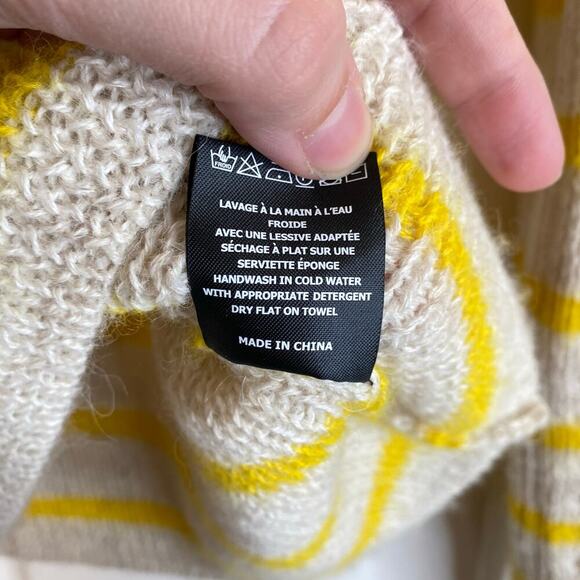 FROID
LAVAGE À LA MAIN À L'EAU
FROIDE
AVEC UNE LESSIVE ADAPTÉE
SÉCHAGE À PLAT SUR UNE
SERVIETTE ÉPONGE
HANDWASH IN COLD WATER
WITH APPROPRIATE DETERGENT
DRY FLAT ON TOWEL
MADE IN CHINA